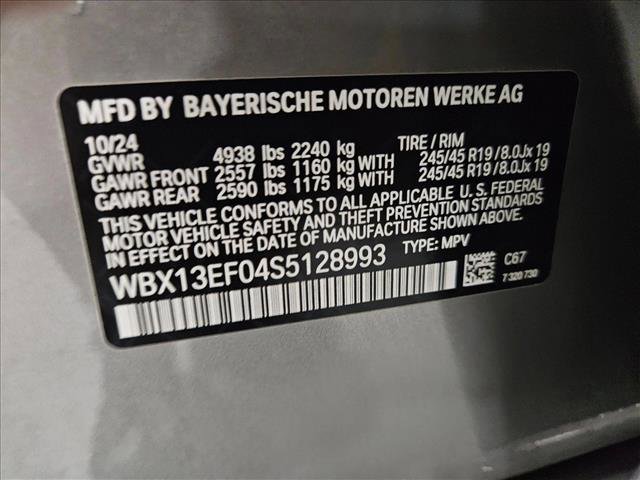 MFD BY BAYERISCHE MOTOREN WERKE AG
10/24 TIRE / RIM
GVWR 4938 lbs 2240 kg
GAWR FRONT 2557 lbs 1160 kg WITH 245/45 R19/8.0Jx19
GAWR REAR 2590 lbs 1175 kg WITH 245/45 R19/8.0Jx19
THIS VEHICLE CONFORMS TO ALL APPLICABLE U.S. FEDERAL
MOTOR VEHICLE SAFETY AND THEFT PREVENTION STANDARDS
IN EFFECT ON THE DATE OF MANUFACTURE SHOWN ABOVE.
WBX13EF04S5128993 TYPE: MPV
C67
7 320 730